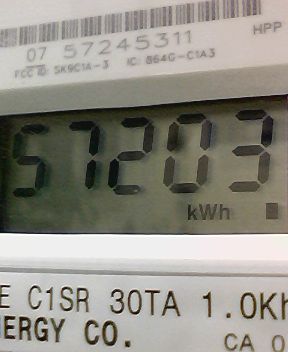 07 57245311
HPP
FCC ID: SK9C1A-3 IC: 864G-C1A3
57203
kWh
E C1SR 30TA 1.0Kh
ERGY CO.
CA 0